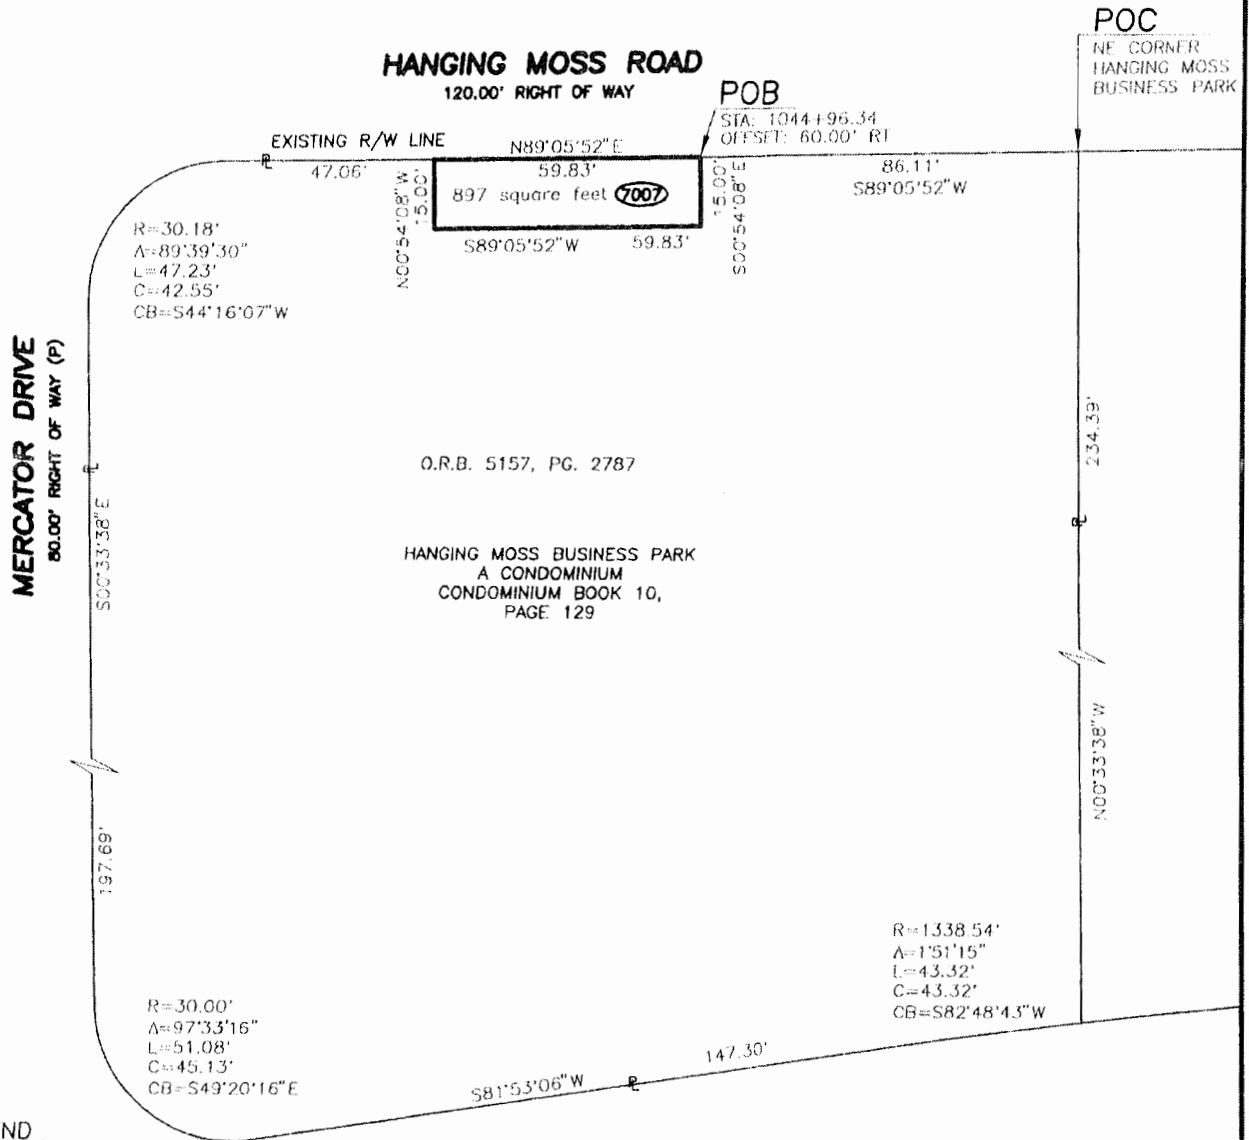 POC
NE CORNER
HANGING MOSS
BUSINESS PARK
HANGING MOSS ROAD
120.00' RIGHT OF WAY
POB
STA: 1044+96.34
OFFSET: 60.00' RT
EXISTING R/W LINE
N89°05'52"E
47.06'
59.83'
86.11'
S89°05'52"W
N00°54'08"W
15.00'
897 square feet 7007
15.00'
S00°54'08"E
S89°05'52"W 59.83'
R=30.18'
Δ=89°39'30"
L=47.23'
C=42.55'
CB=S44°16'07"W
MERCATOR DRIVE
80.00' RIGHT OF WAY (P)
S00°33'38"E
197.69'
O.R.B. 5157, PG. 2787
HANGING MOSS BUSINESS PARK
A CONDOMINIUM
CONDOMINIUM BOOK 10,
PAGE 129
234.39'
N00°33'38"W
R=1338.54'
Δ=1°51'15"
L=43.32'
C=43.32'
CB=S82°48'43"W
R=30.00'
Δ=97°33'16"
L=51.08'
C=45.13'
CB=S49°20'16"E
S81°53'06"W
147.30'
ND